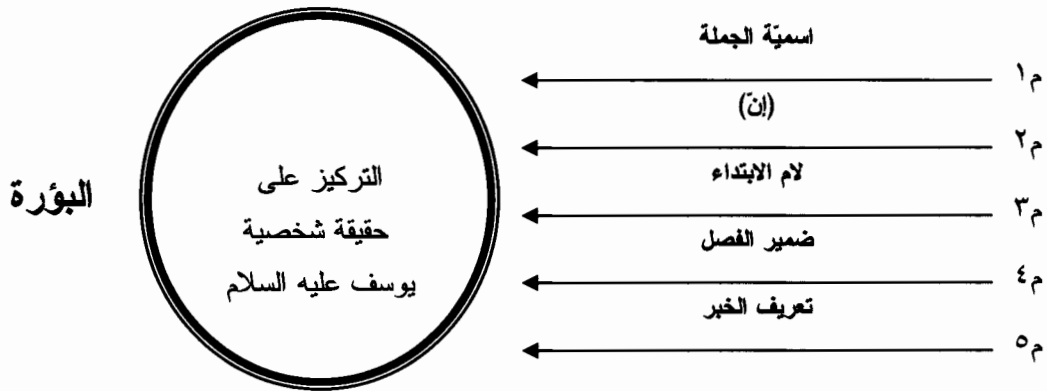 اسميّة الجملة
م١
(إنّ)
م٢
لام الابتداء
م٣
ضمير الفصل
م٤
تعريف الخبر
م٥
التركيز على
حقيقة شخصية
يوسف عليه السلام
البؤرة